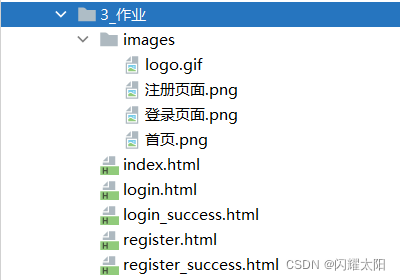 3_作业
images
logo.gif
注册页面.png
登录页面.png
首页.png
index.html
login.html
login_success.html
register.html
register_success.html
CSDN @闪耀太阳